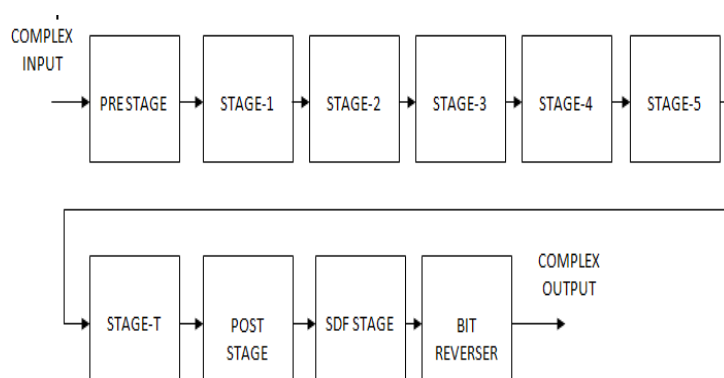 COMPLEX
INPUT
PRESTAGE
STAGE-1
STAGE-2
STAGE-3
STAGE-4
STAGE-5
STAGE-T
POST
STAGE
SDF STAGE
BIT
REVERSER
COMPLEX
OUTPUT